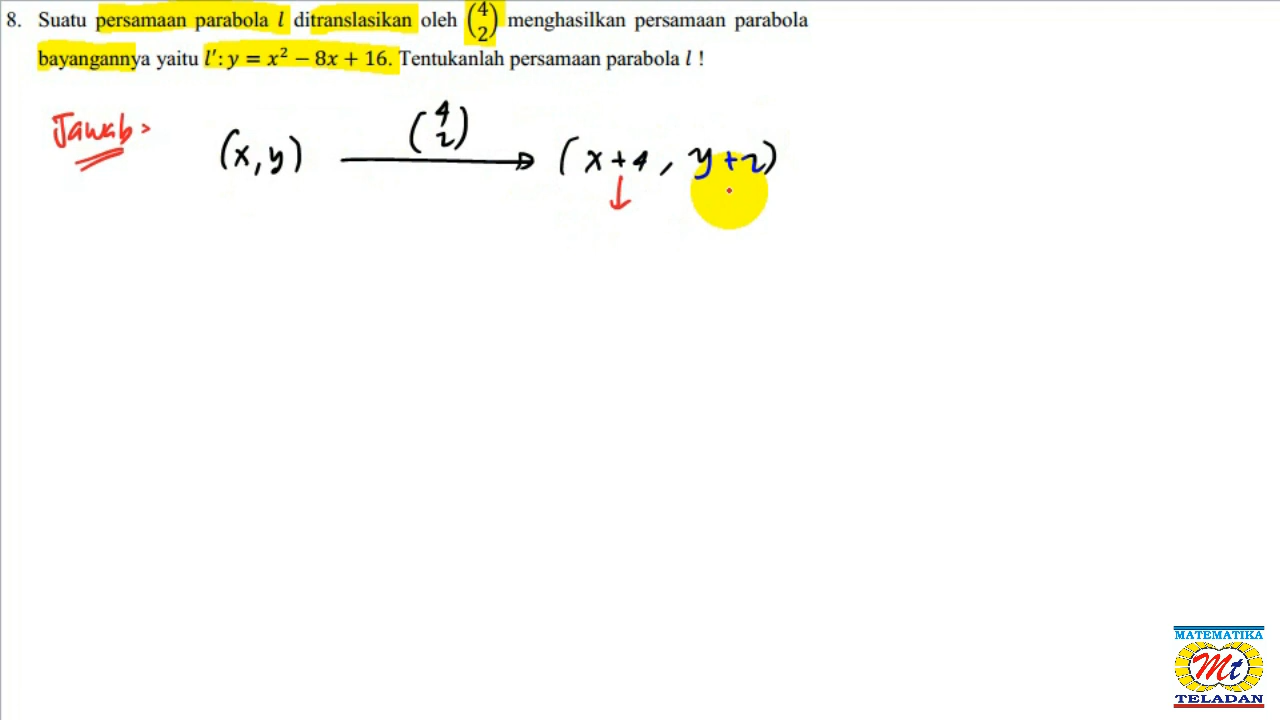 8. Suatu persamaan parabola l ditranslasikan oleh (4 2) menghasilkan persamaan parabola
bayangannya yaitu l′: y = x² − 8x + 16. Tentukanlah persamaan parabola l !
Jawab >
(x, y) (4 2) → (x + 4, y + 2)
↓
MATEMATIKA
Mt
TELADAN